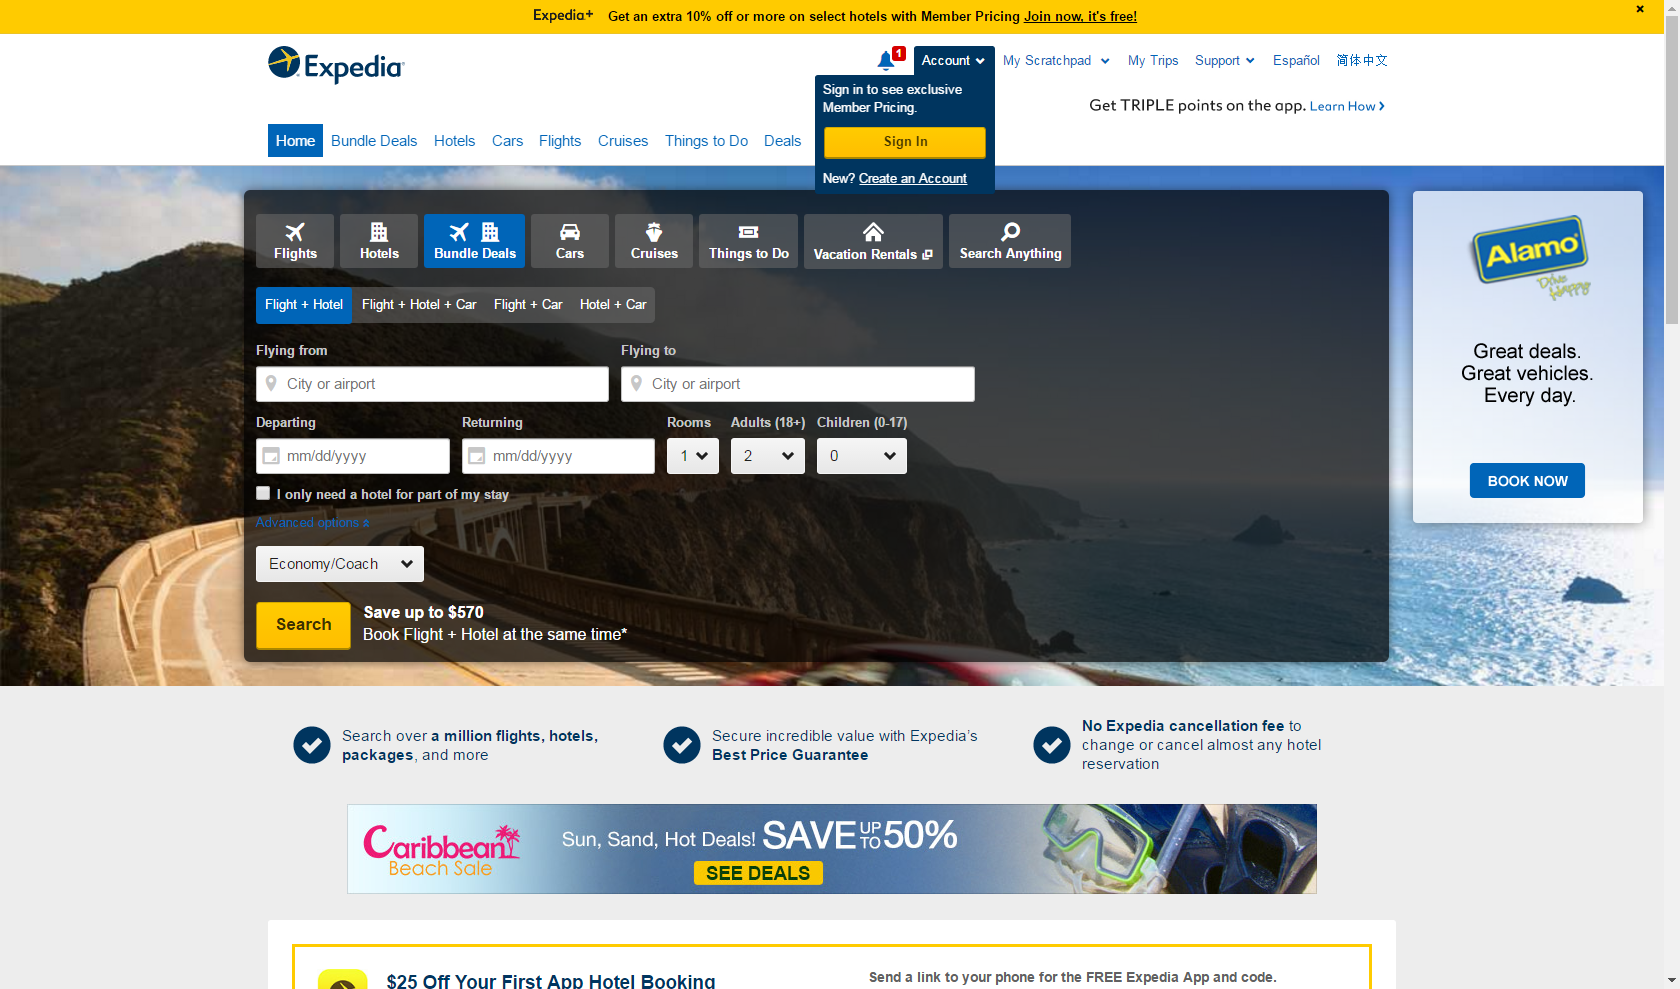 Expedia+ Get an extra 10% off or more on select hotels with Member Pricing Join now, it's free!
Expedia
1
Account
My Scratchpad
My Trips
Support
Español
简体中文
Sign in to see exclusive
Member Pricing.
Sign In
New? Create an Account
Get TRIPLE points on the app. Learn How
Home
Bundle Deals
Hotels
Cars
Flights
Cruises
Things to Do
Deals
Flights
Hotels
Bundle Deals
Cars
Cruises
Things to Do
Vacation Rentals
Search Anything
Flight + Hotel
Flight + Hotel + Car
Flight + Car
Hotel + Car
Flying from
Flying to
City or airport
City or airport
Departing
Returning
Rooms
Adults (18+)
Children (0-17)
mm/dd/yyyy
mm/dd/yyyy
1
2
0
I only need a hotel for part of my stay
Advanced options
Economy/Coach
Search
Save up to $570
Book Flight + Hotel at the same time*
Alamo
Drive Happy
Great deals.
Great vehicles.
Every day.
BOOK NOW
Search over a million flights, hotels,
packages, and more
Secure incredible value with Expedia’s
Best Price Guarantee
No Expedia cancellation fee to
change or cancel almost any hotel
reservation
Caribbean
Beach Sale
Sun, Sand, Hot Deals! SAVE UP TO 50%
SEE DEALS
$25 Off Your First App Hotel Booking
Send a link to your phone for the FREE Expedia App and code.